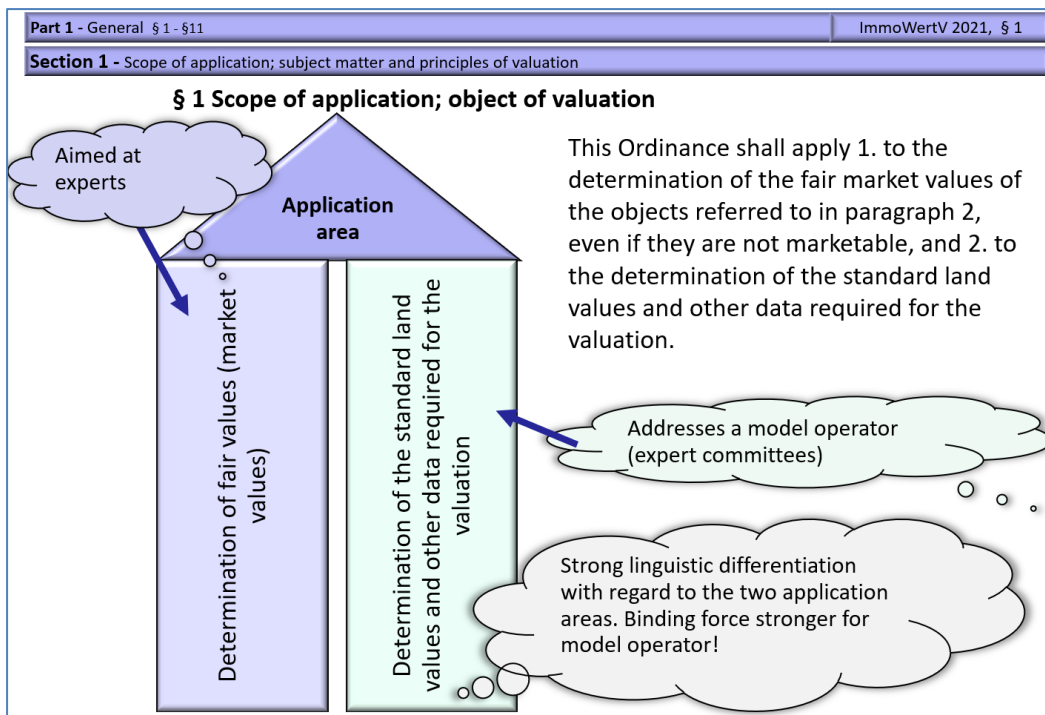 Part 1 - General § 1 - §11
ImmoWertV 2021, § 1
Section 1 - Scope of application; subject matter and principles of valuation
§ 1 Scope of application; object of valuation
Aimed at
experts
Application
area
This Ordinance shall apply 1. to the
determination of the fair market values of
the objects referred to in paragraph 2,
even if they are not marketable, and 2. to
the determination of the standard land
values and other data required for the
valuation.
Determination of fair values (market
values)
Determination of the standard land
values and other data required for the
valuation
Addresses a model operator
(expert committees)
Strong linguistic differentiation
with regard to the two application
areas. Binding force stronger for
model operator!